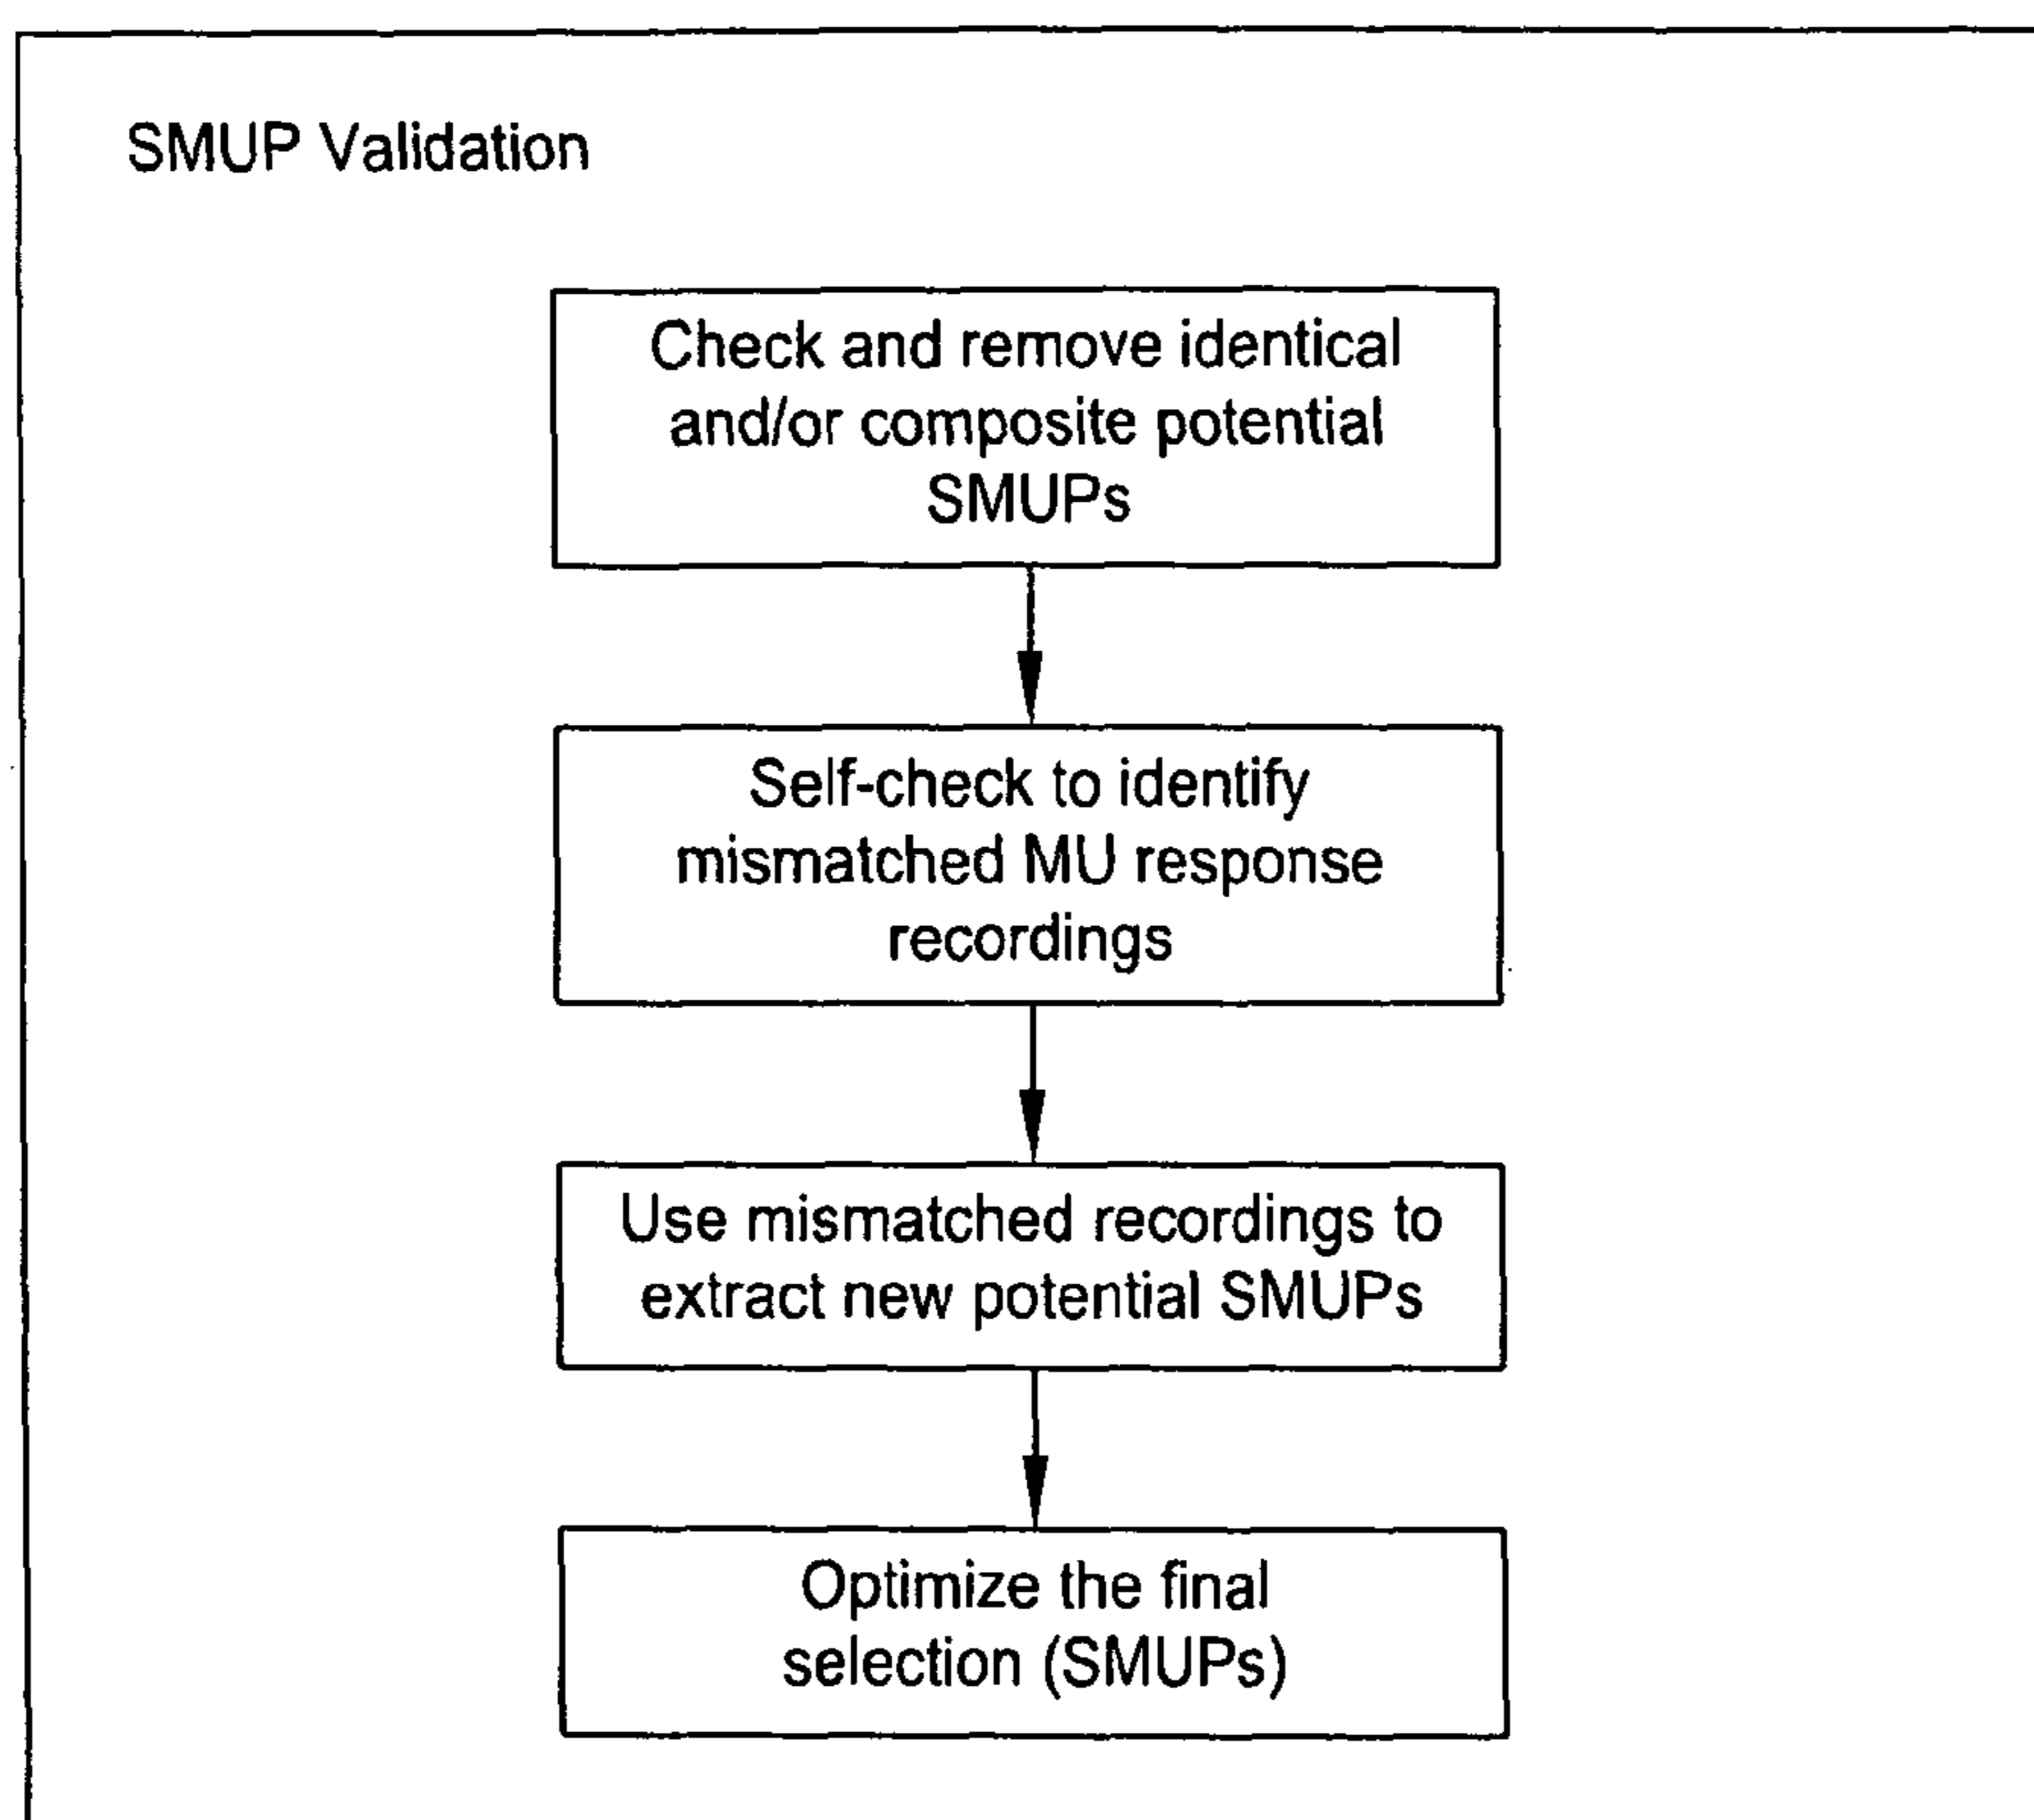 SMUP Validation
Check and remove identical
and/or composite potential
SMUPs
Self-check to identify
mismatched MU response
recordings
Use mismatched recordings to
extract new potential SMUPs
Optimize the final
selection (SMUPs)